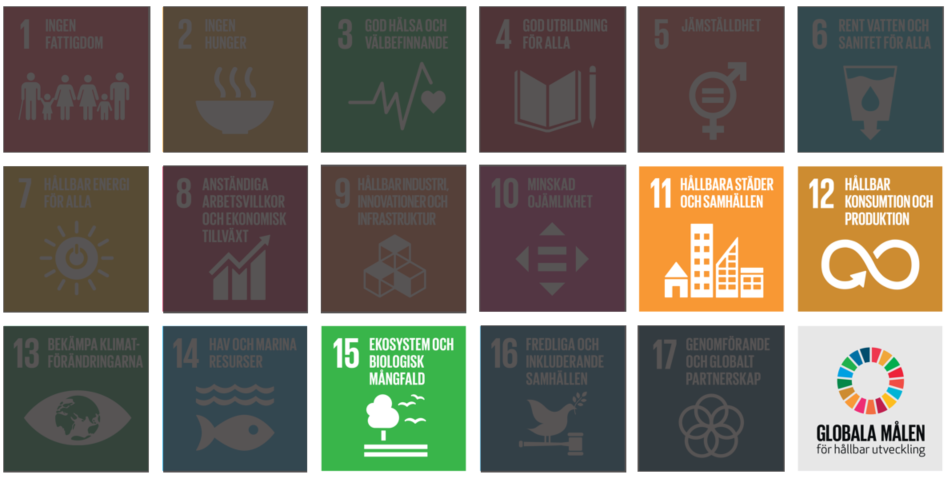 1 INGEN
FATTIGDOM
2 INGEN
HUNGER
3 GOD HÄLSA OCH
VÄLBEFINNANDE
4 GOD UTBILDNING
FÖR ALLA
5 JÄMSTÄLLDHET
6 RENT VATTEN OCH
SANITET FÖR ALLA
7 HÅLLBAR ENERGI
FÖR ALLA
8 ANSTÄNDIGA
ARBETSVILLKOR
OCH EKONOMISK
TILLVÄXT
9 HÅLLBAR INDUSTRI,
INNOVATIONER OCH
INFRASTRUKTUR
10 MINSKAD
OJÄMLIKHET
11 HÅLLBARA STÄDER
OCH SAMHÄLLEN
12 HÅLLBAR
KONSUMTION OCH
PRODUKTION
13 BEKÄMPA KLIMAT-
FÖRÄNDRINGARNA
14 HAV OCH MARINA
RESURSER
15 EKOSYSTEM OCH
BIOLOGISK
MÅNGFALD
16 FREDLIGA OCH
INKLUDERANDE
SAMHÄLLEN
17 GENOMFÖRANDE
OCH GLOBALT
PARTNERSKAP
GLOBALA MÅLEN
för hållbar utveckling